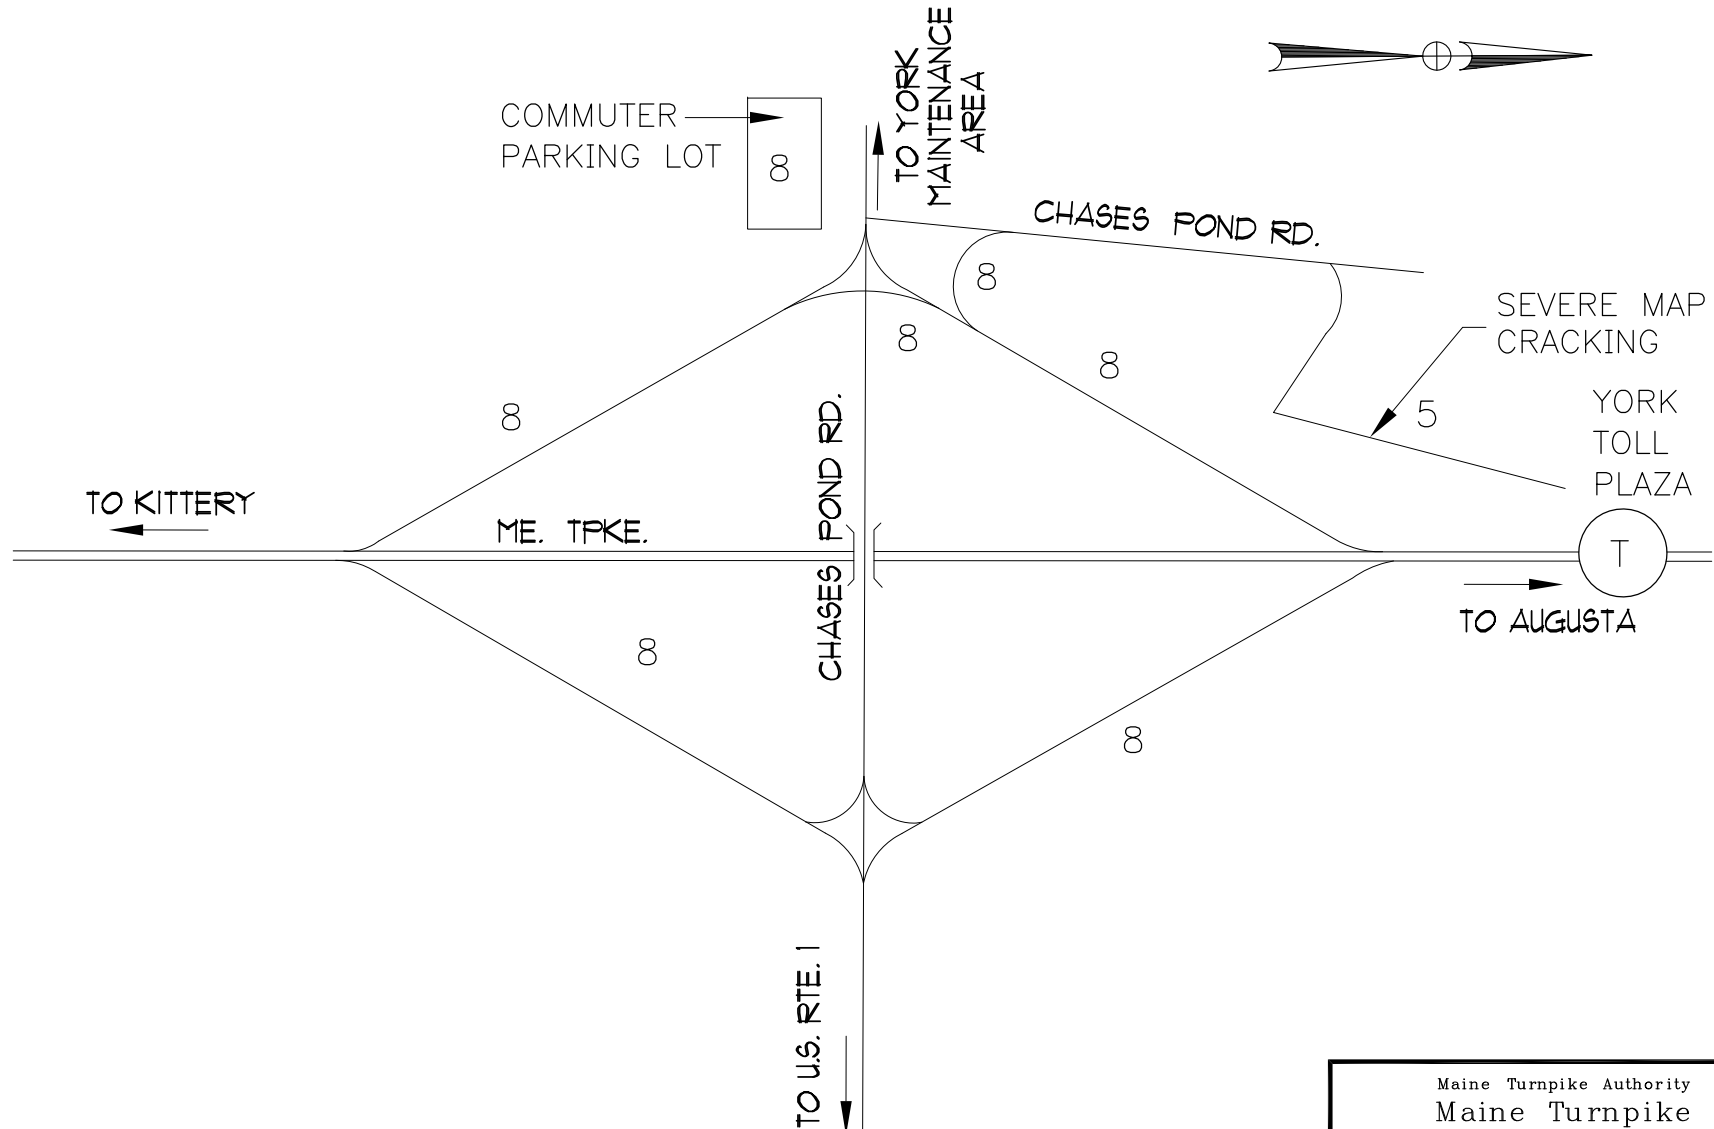 TO YORK
MAINTENANCE
AREA
COMMUTER
PARKING LOT
8
CHASES POND RD.
8
SEVERE MAP
CRACKING
8
8
8
5
YORK
TOLL
PLAZA
CHASES POND RD.
TO KITTERY
ME. TPKE.
T
TO AUGUSTA
8
8
TO U.S. RTE. 1
Maine Turnpike Authority
Maine Turnpike